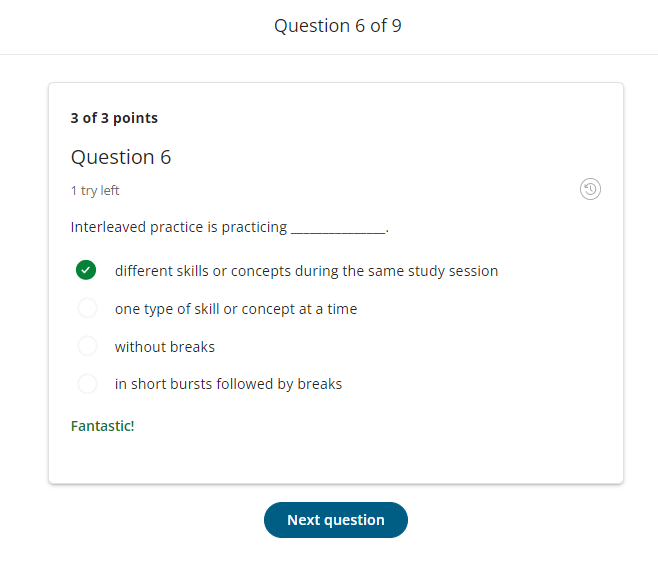 Question 6 of 9
3 of 3 points
Question 6
1 try left
Interleaved practice is practicing _______________.
different skills or concepts during the same study session
one type of skill or concept at a time
without breaks
in short bursts followed by breaks
Fantastic!
Next question